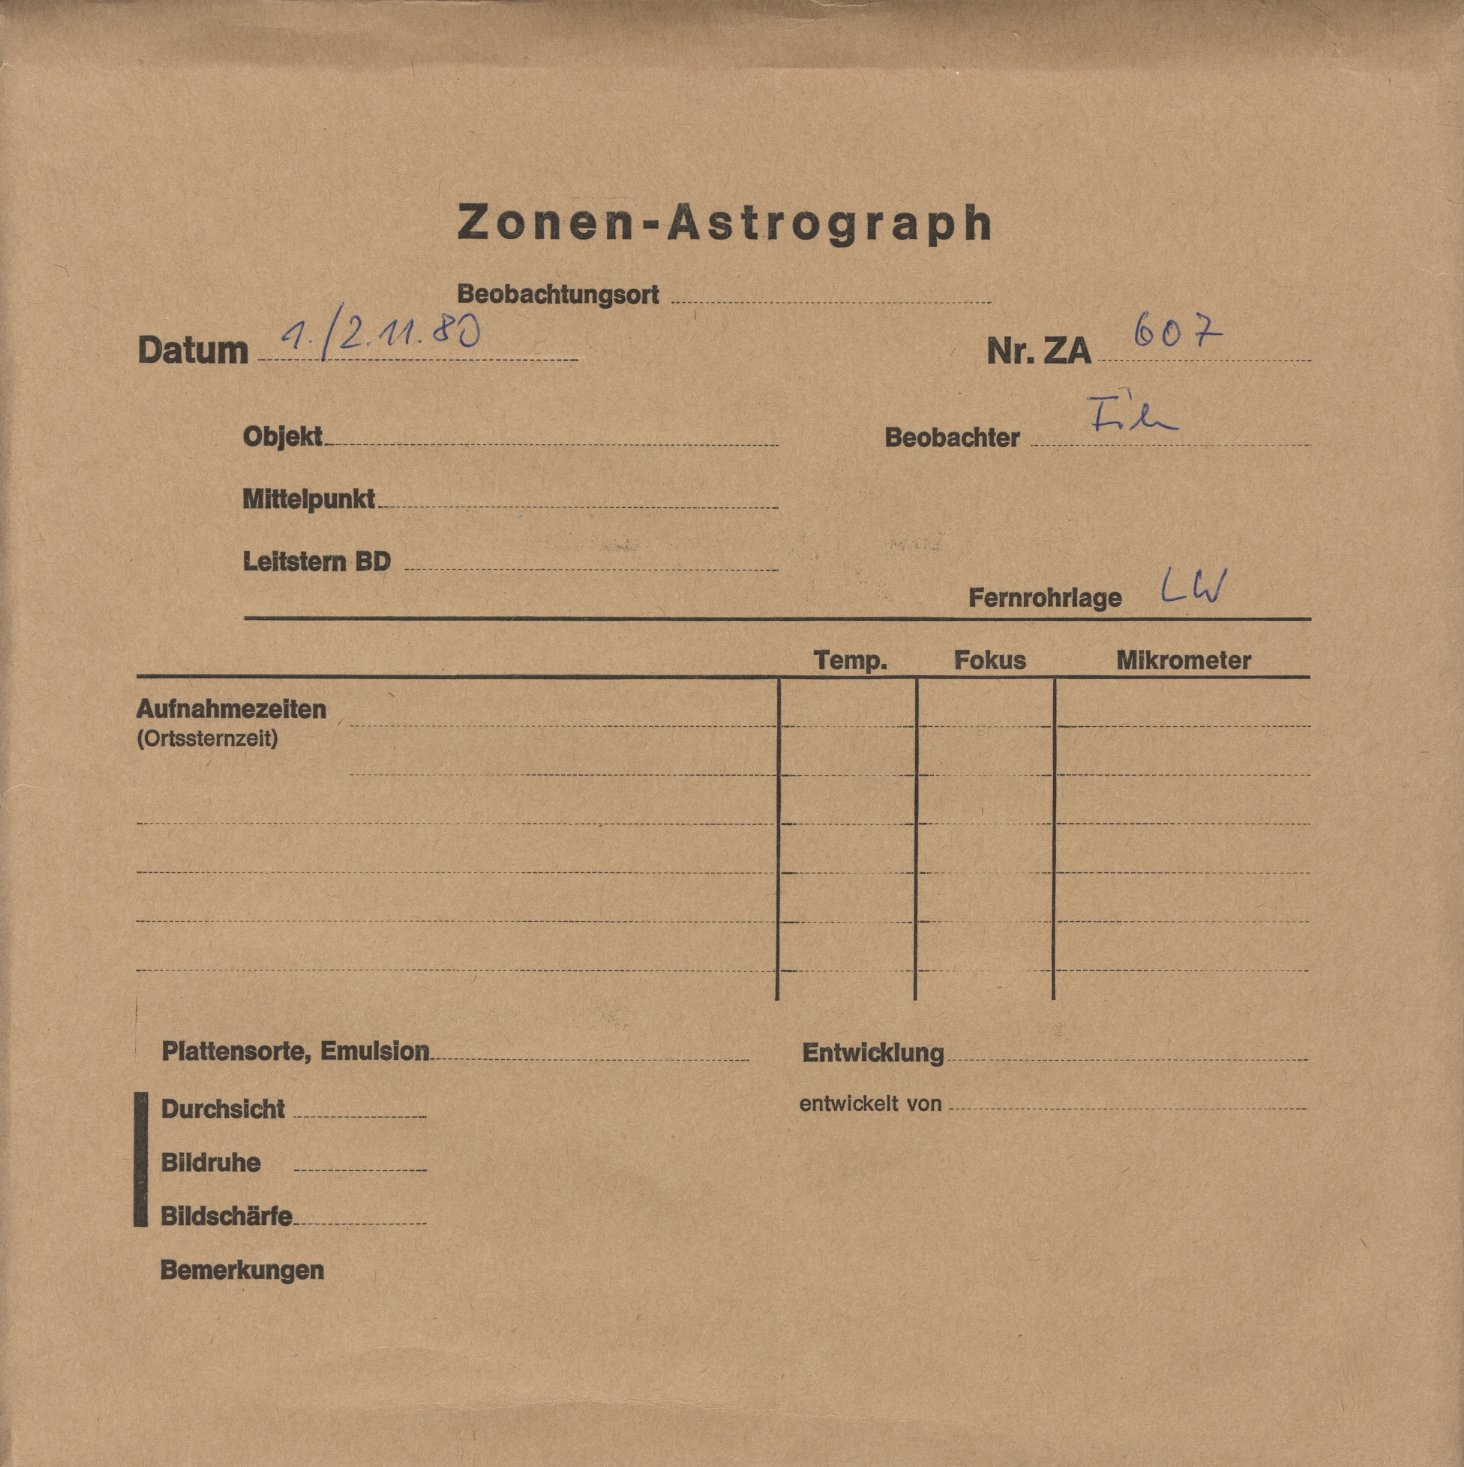 Zonen-Astrograph
Beobachtungsort
Datum 1./2.11.80
Nr. ZA 607
Objekt
Beobachter
Mittelpunkt
Leitstern BD
Fernrohrlage LW
Temp. Fokus Mikrometer
Aufnahmezeiten
(Ortssternzeit)
Plattensorte, Emulsion
Entwicklung
Durchsicht
entwickelt von
Bildruhe
Bildschärfe
Bemerkungen